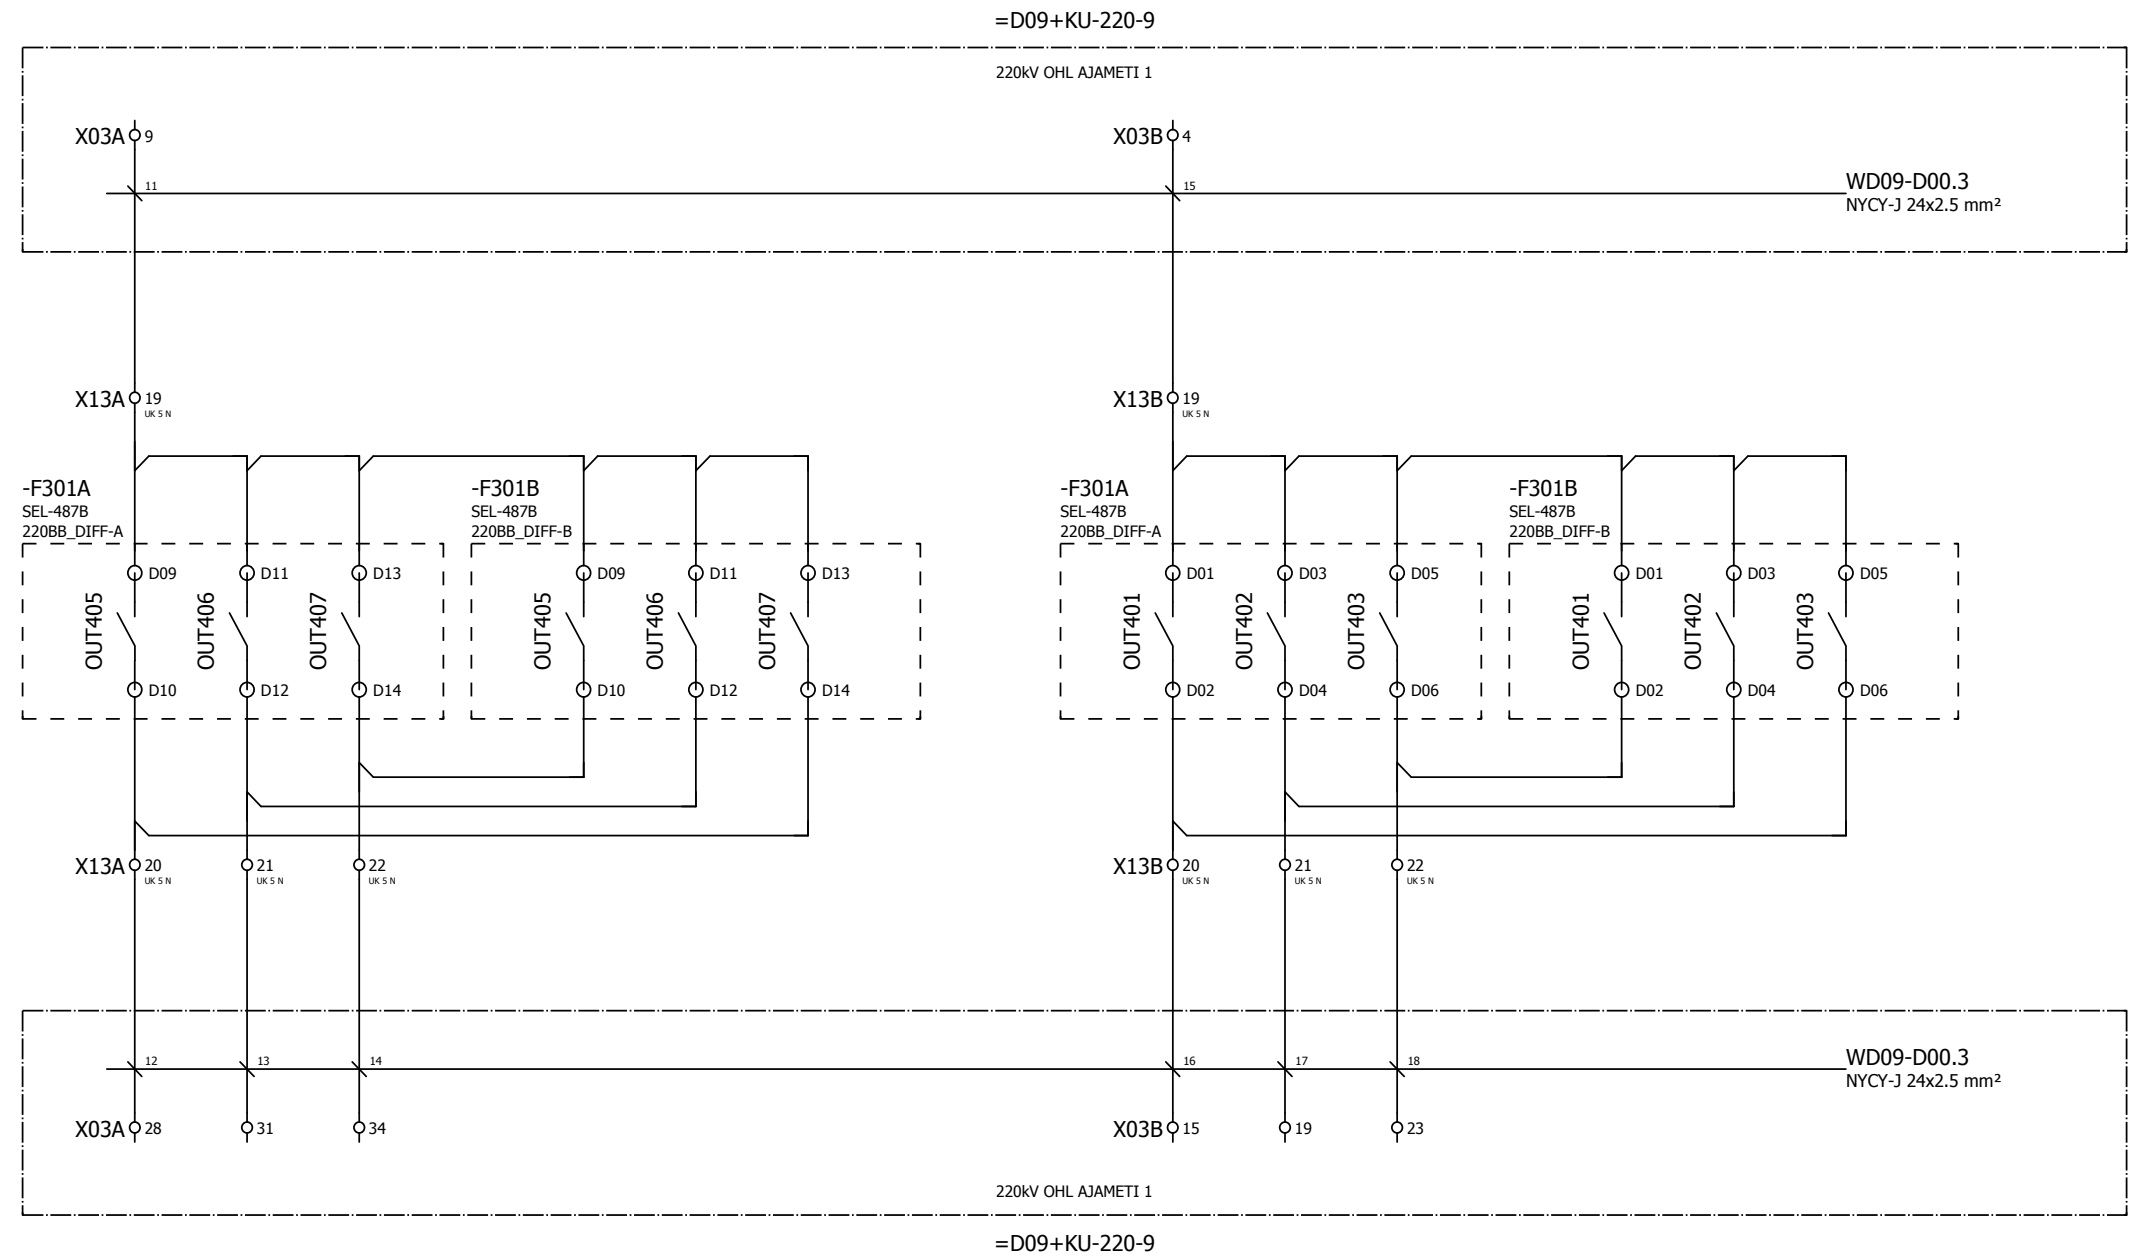 =D09+KU-220-9
220kV OHL AJAMETI 1
X03A 9
X03B 4
11
15
WD09-D00.3
NYCY-J 24x2.5 mm²
X13A 19
UK 5 N
X13B 19
UK 5 N
-F301A
SEL-487B
220BB_DIFF-A
-F301B
SEL-487B
220BB_DIFF-B
-F301A
SEL-487B
220BB_DIFF-A
-F301B
SEL-487B
220BB_DIFF-B
D09 D11 D13 D09 D11 D13 D01 D03 D05 D01 D03 D05
OUT405 OUT406 OUT407 OUT405 OUT406 OUT407 OUT401 OUT402 OUT403 OUT401 OUT402 OUT403
D10 D12 D14 D10 D12 D14 D02 D04 D06 D02 D04 D06
X13A 20 21 22 X13B 20 21 22
UK 5 N UK 5 N UK 5 N UK 5 N UK 5 N UK 5 N
12 13 14 16 17 18
WD09-D00.3
NYCY-J 24x2.5 mm²
X03A 28 31 34 X03B 15 19 23
220kV OHL AJAMETI 1
=D09+KU-220-9